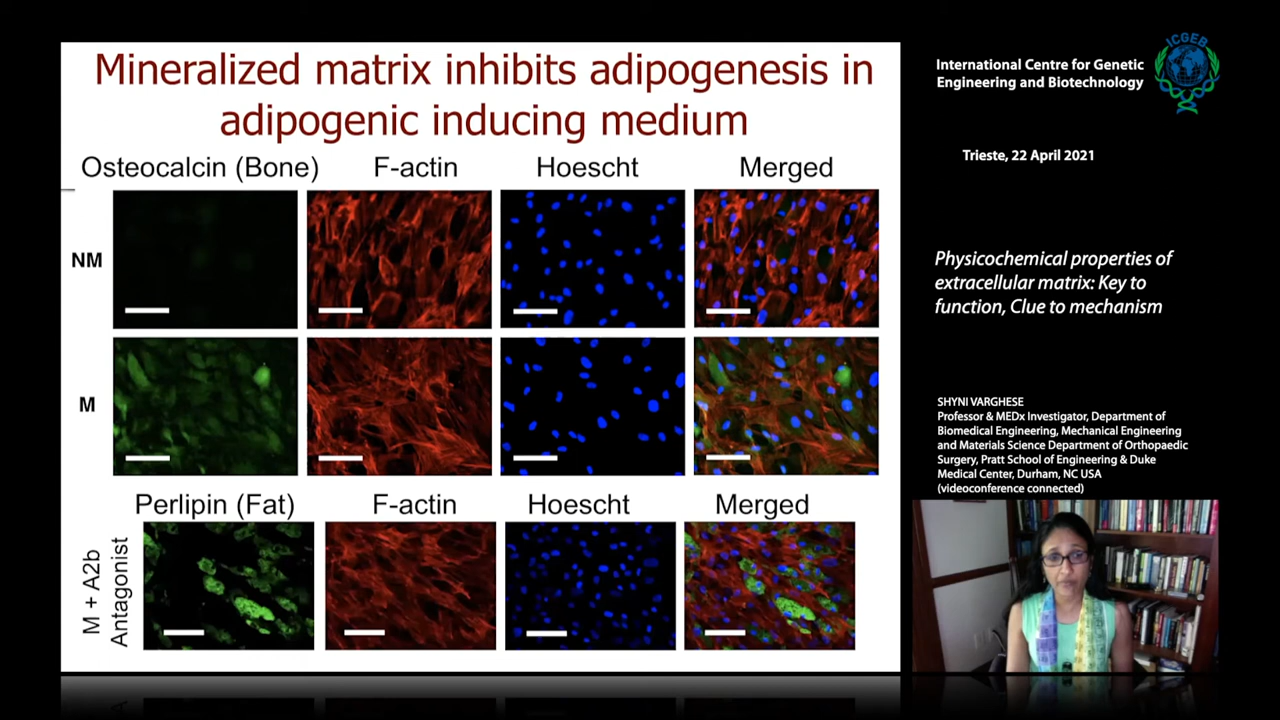 Mineralized matrix inhibits adipogenesis in
adipogenic inducing medium
Osteocalcin (Bone) F-actin Hoescht Merged
NM
M
Perlipin (Fat) F-actin Hoescht Merged
M + A2b
Antagonist
ICGEB
International Centre for Genetic
Engineering and Biotechnology
Trieste, 22 April 2021
Physicochemical properties of
extracellular matrix: Key to
function, Clue to mechanism
SHYNI VARGHESE
Professor & MEDx Investigator, Department of
Biomedical Engineering, Mechanical Engineering
and Materials Science Department of Orthopaedic
Surgery, Pratt School of Engineering & Duke
Medical Center, Durham, NC USA
(videoconference connected)